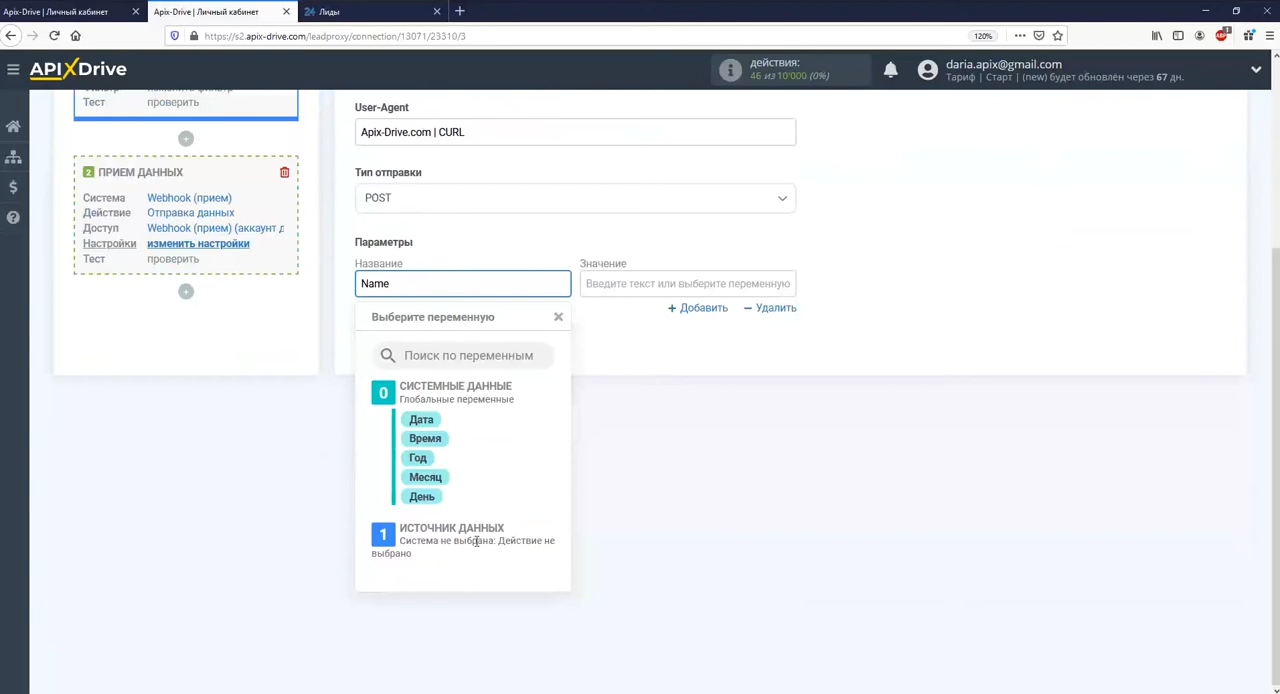 Apix-Drive | Личный кабинет
Apix-Drive | Личный кабинет
24 Лиды
https://s2.apix-drive.com/leadproxy/connection/13071/23310/3
120%
ABP
1
APIXDrive
действия:
46 из 10'000 (0%)
daria.apix@gmail.com
Тариф | Старт | (new) будет обновлён через 67 дн.
Тест проверить
2 ПРИЕМ ДАННЫХ
Система Webhook (прием)
Действие Отправка данных
Доступ Webhook (прием) (аккаунт д
Настройки изменить настройки
Тест проверить
User-Agent
Apix-Drive.com | CURL
Тип отправки
POST
Параметры
Название Значение
Name Введите текст или выберите переменную
+ Добавить − Удалить
Выберите переменную
Поиск по переменным
0 СИСТЕМНЫЕ ДАННЫЕ
Глобальные переменные
Дата
Время
Год
Месяц
День
1 ИСТОЧНИК ДАННЫХ
Система не выбрана: Действие не
выбрано